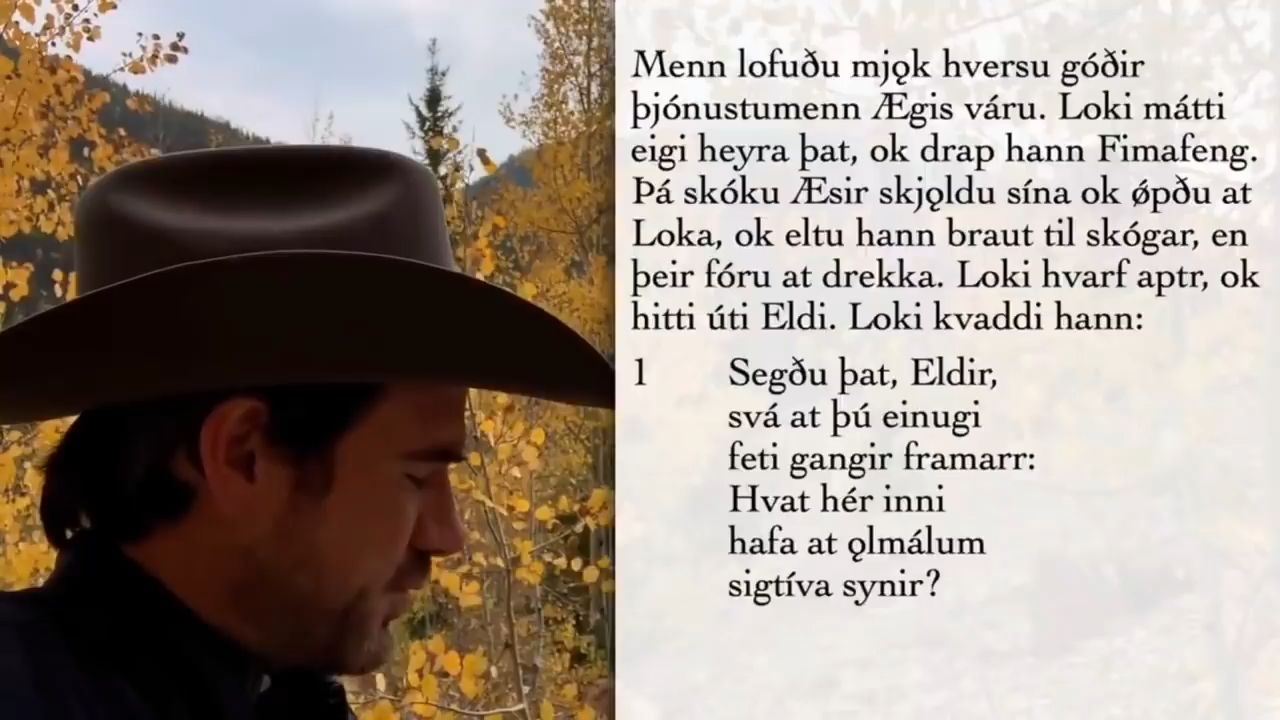 Menn lofuðu mjǫk hversu góðir
þjónustumenn Ægis váru. Loki mátti
eigi heyra þat, ok drap hann Fimafeng.
Þá skóku Æsir skjǫldu sína ok ǿpðu at
Loka, ok eltu hann braut til skógar, en
þeir fóru at drekka. Loki hvarf aptr, ok
hitti úti Eldi. Loki kvaddi hann:
1 Segðu þat, Eldir,
svá at þú einugi
feti gangir framarr:
Hvat hér inni
hafa at ǫlmálum
sigtíva synir?